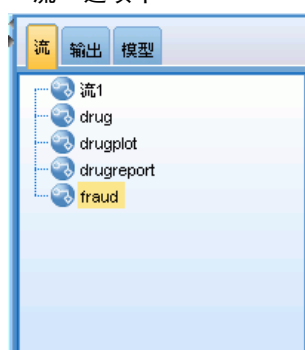 流 输出 模型
流1
drug
drugplot
drugreport
fraud